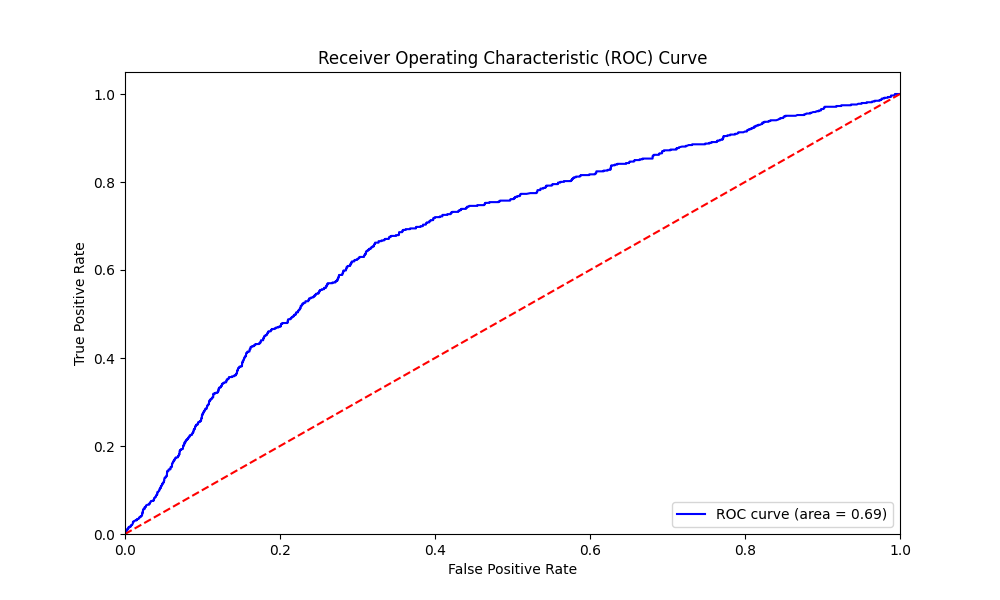 Receiver Operating Characteristic (ROC) Curve
True Positive Rate
1.0
0.8
0.6
0.4
0.2
0.0
ROC curve (area = 0.69)
0.0 0.2 0.4 0.6 0.8 1.0
False Positive Rate